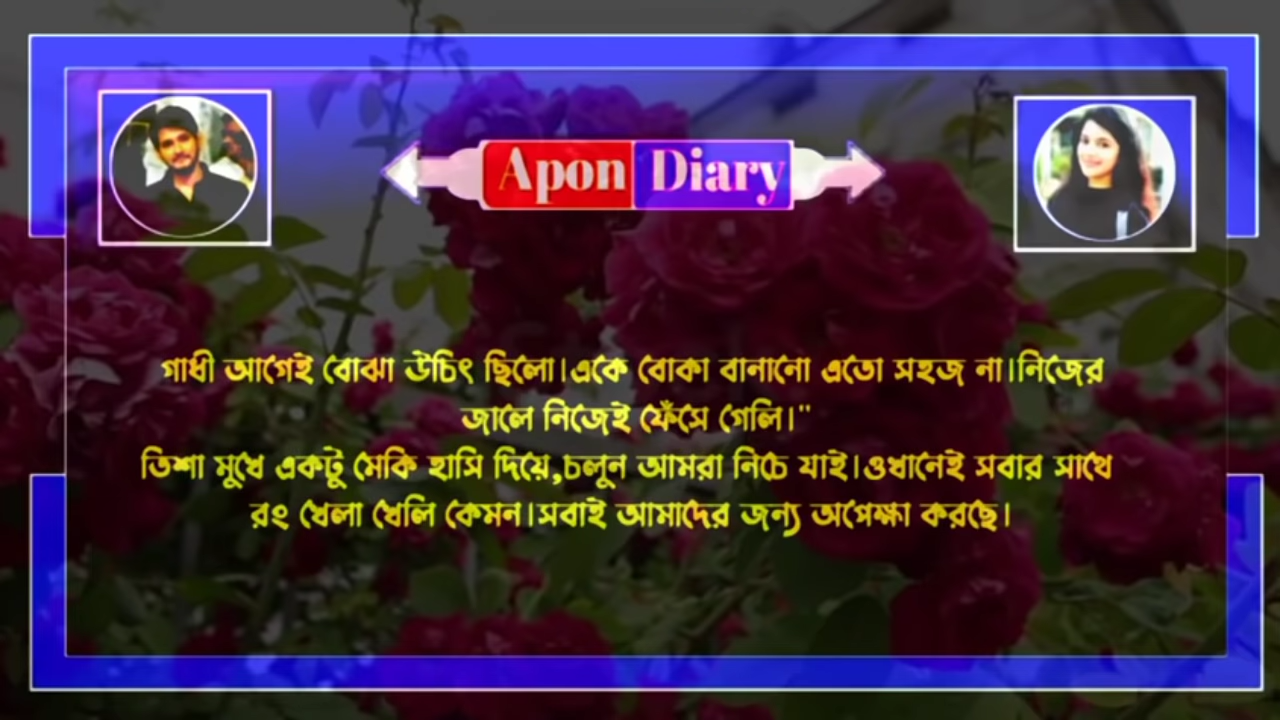 Apon Diary
গাধী আগেই বোঝা উচিৎ ছিলো।একে বোকা বানানো এতো সহজ না।নিজের
জালে নিজেই ফেঁসে গেলি।"
তিশা মুখে একটু মেকি হাসি দিয়ে,চলুন আমরা নিচে যাই।ওখানেই সবার সাথে
রং খেলা খেলি কেমন।সবাই আমাদের জন্য অপেক্ষা করছে।